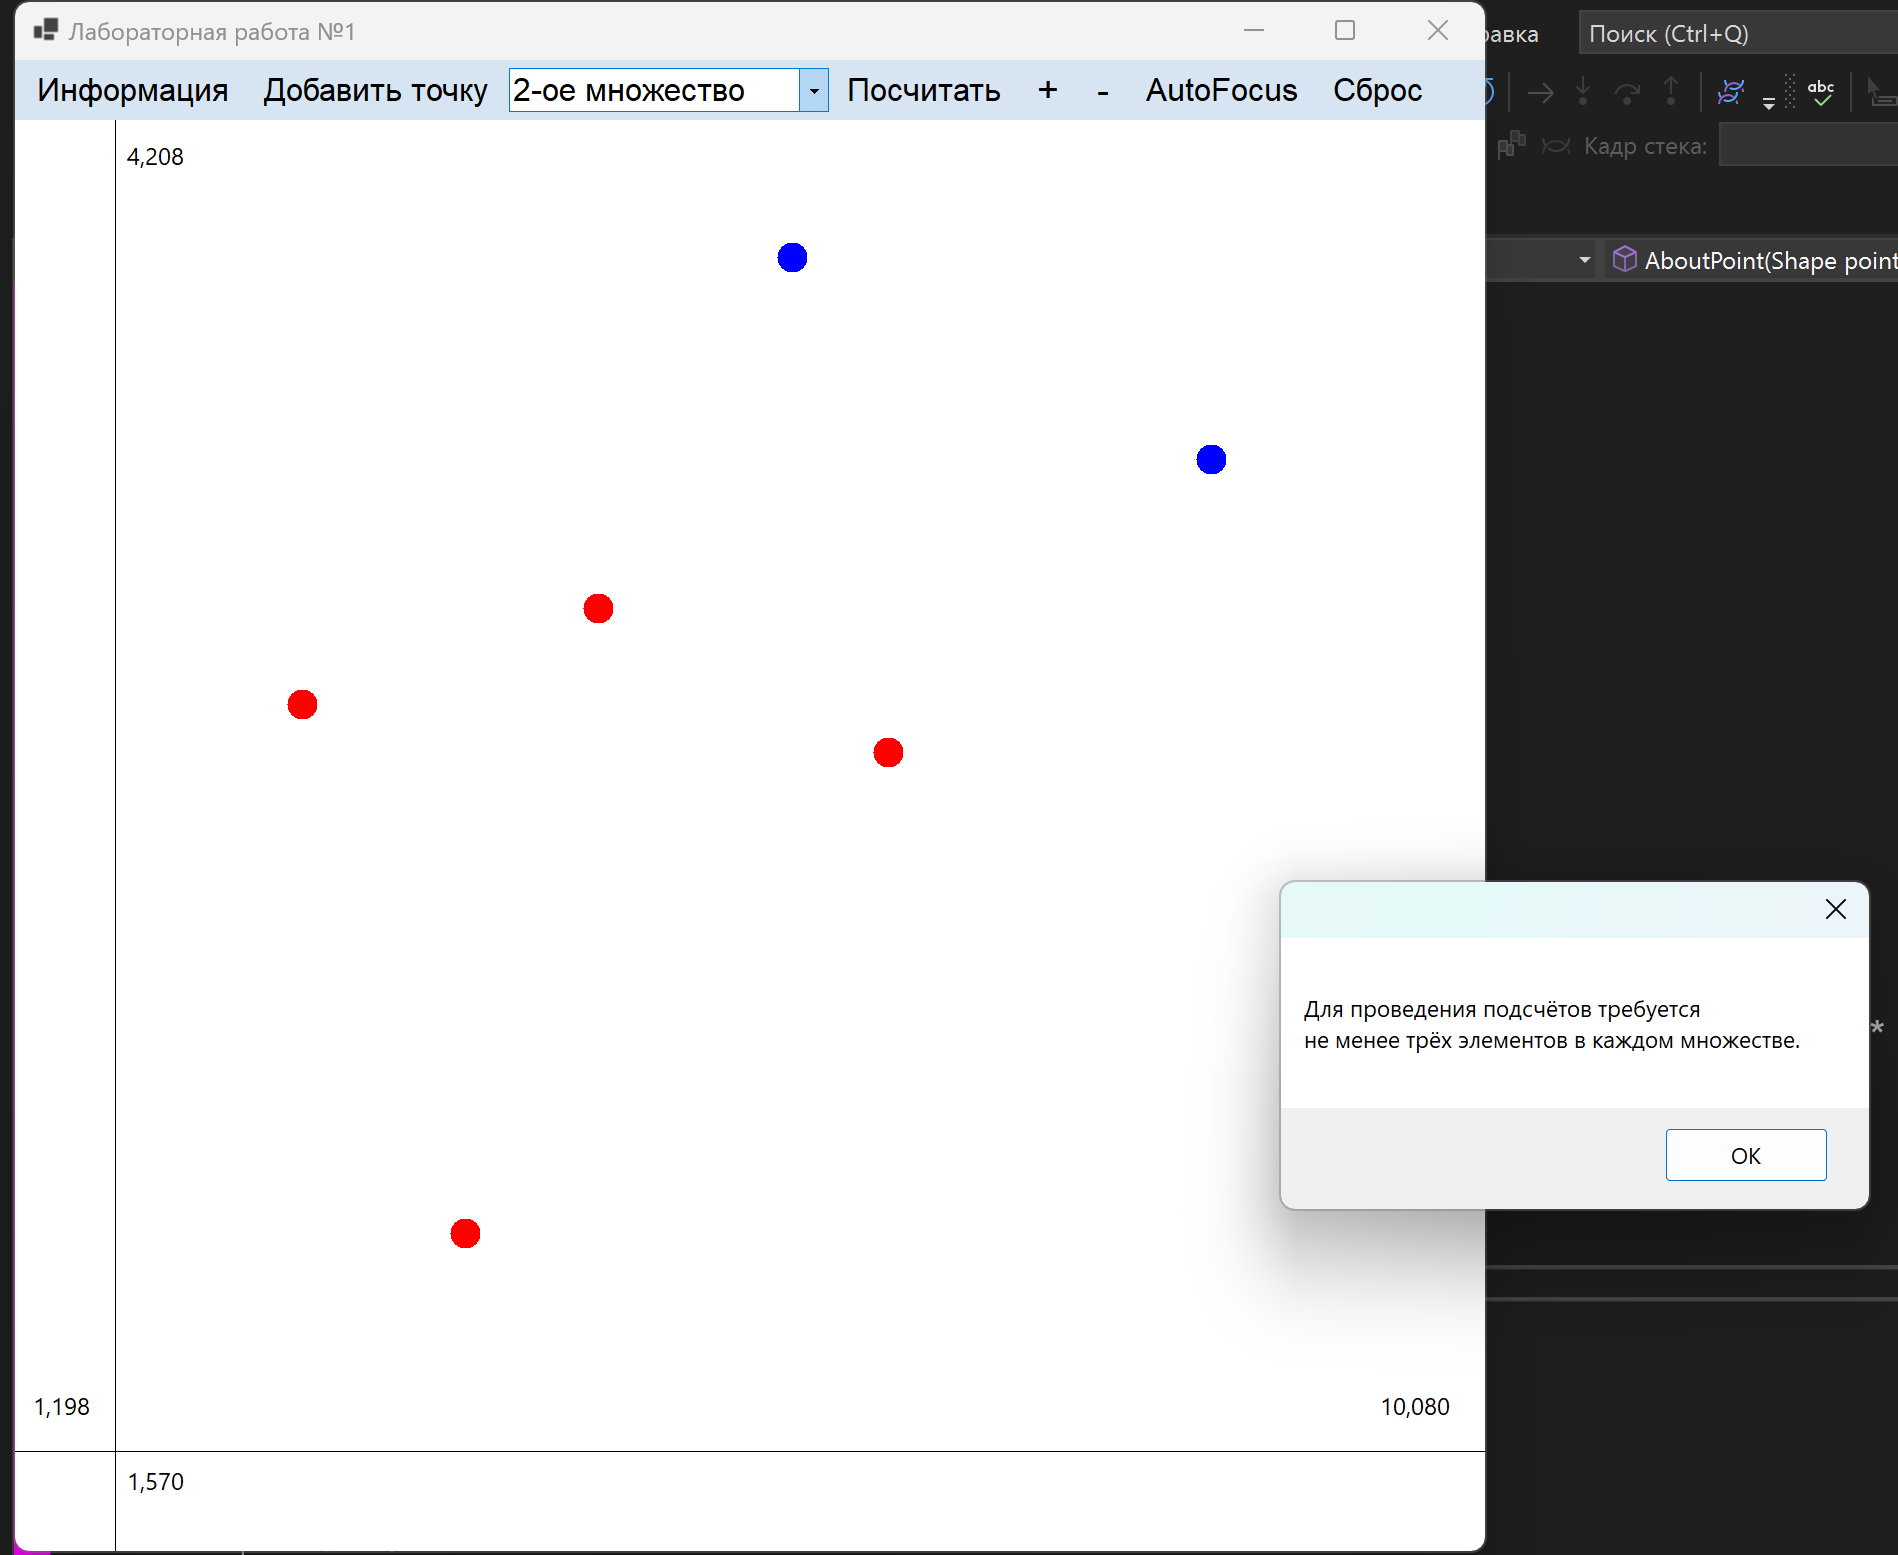 Лабораторная работа №1
Информация Добавить точку 2-ое множество Посчитать + - AutoFocus Сброс
Поиск (Ctrl+Q)
abc
Кадр стека:
AboutPoint(Shape point
4,208
Для проведения подсчётов требуется
не менее трёх элементов в каждом множестве.
*
OK
1,198
10,080
1,570